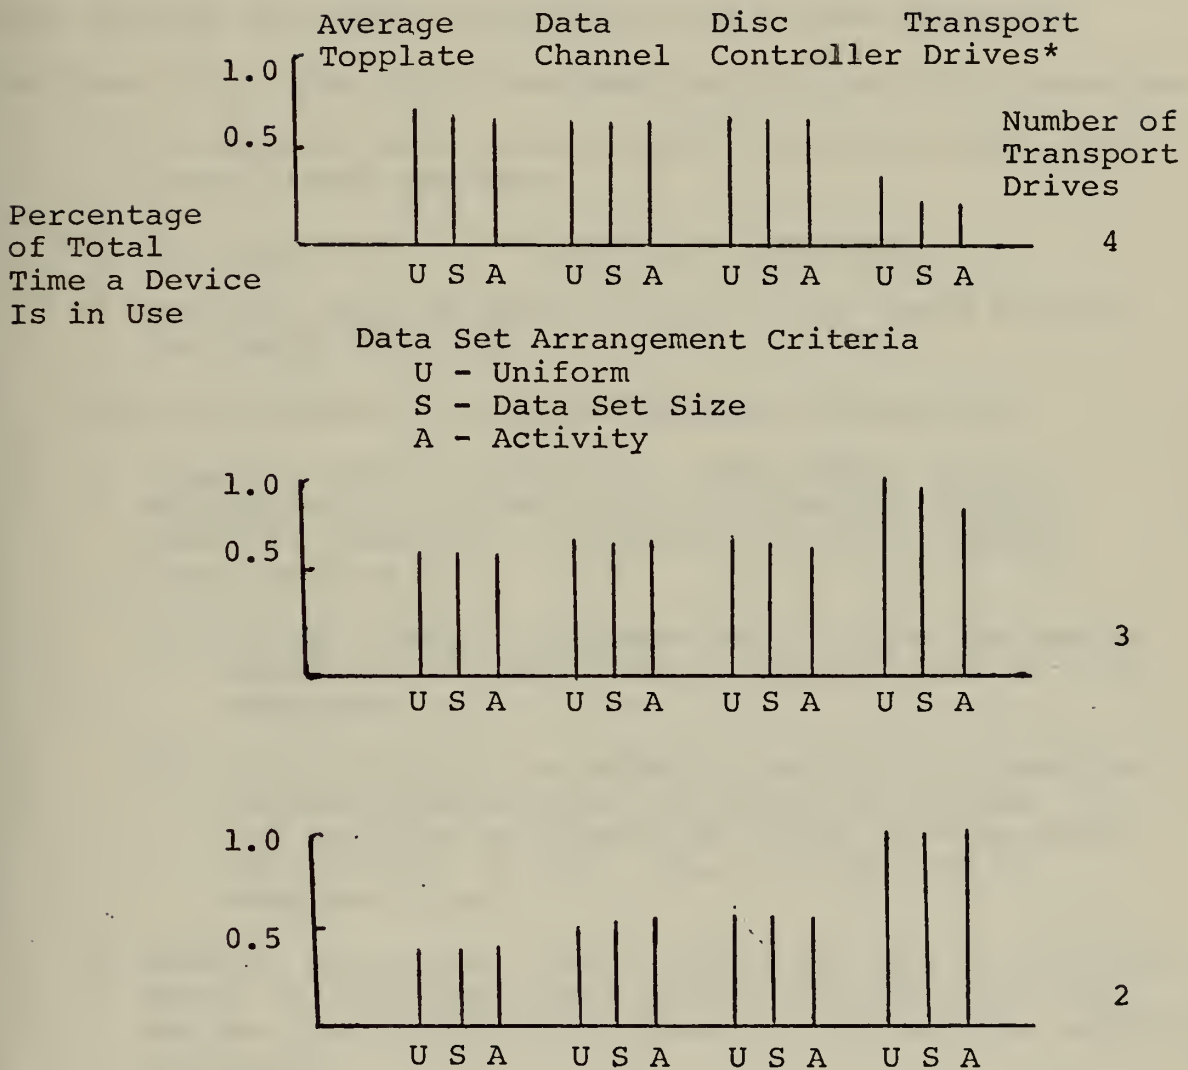 Average Data Disc Transport
Topplate Channel Controller Drives*
1.0
0.5
Number of
Transport
Drives
Percentage
of Total
Time a Device
Is in Use
4
U S A U S A U S A U S A
Data Set Arrangement Criteria
U - Uniform
S - Data Set Size
A - Activity
1.0
0.5
3
U S A U S A U S A U S A
1.0
0.5
2
U S A U S A U S A U S A